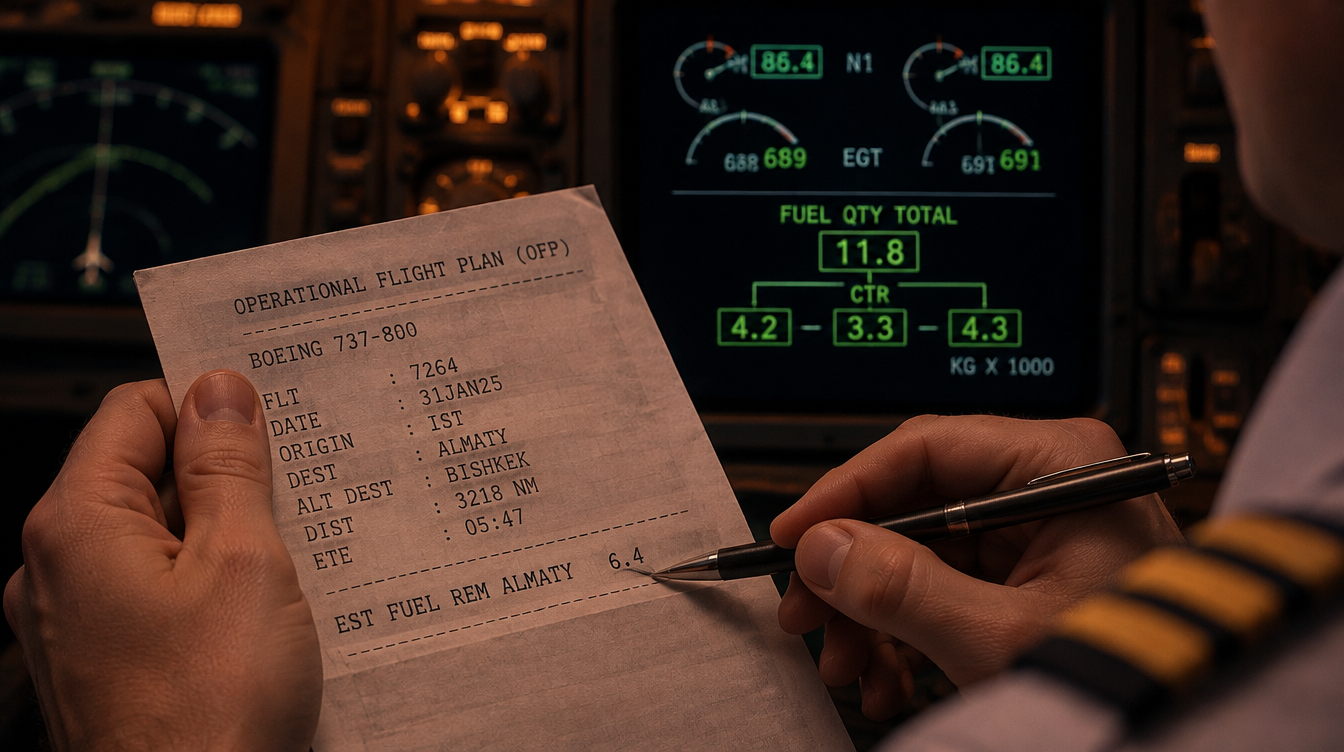 OPERATIONAL FLIGHT PLAN (OFP)
BOEING 737-800
FLT : 7264
DATE : 31JAN25
ORIGIN : IST
DEST : ALMATY
ALT DEST : BISHKEK
DIST : 3218 NM
ETE : 05:47
EST FUEL REM ALMATY 6.4
86.4 N1 86.4
688 689 EGT 691 691
FUEL QTY TOTAL
11.8
CTR
4.2 – 3.3 – 4.3
KG X 1000